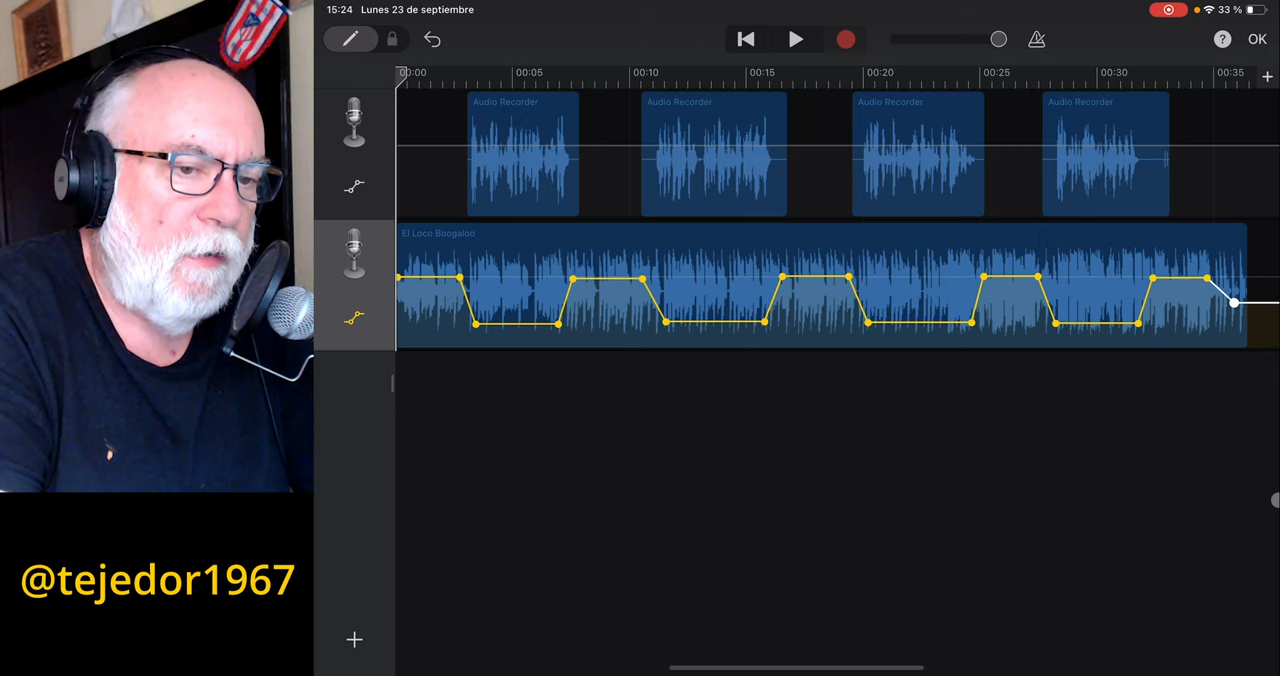 15:24 Lunes 23 de septiembre
33 %
? OK
00:00 00:05 00:10 00:15 00:20 00:25 00:30 00:35
Audio Recorder Audio Recorder Audio Recorder Audio Recorder
El Loco Boogaloo
@tejedor1967